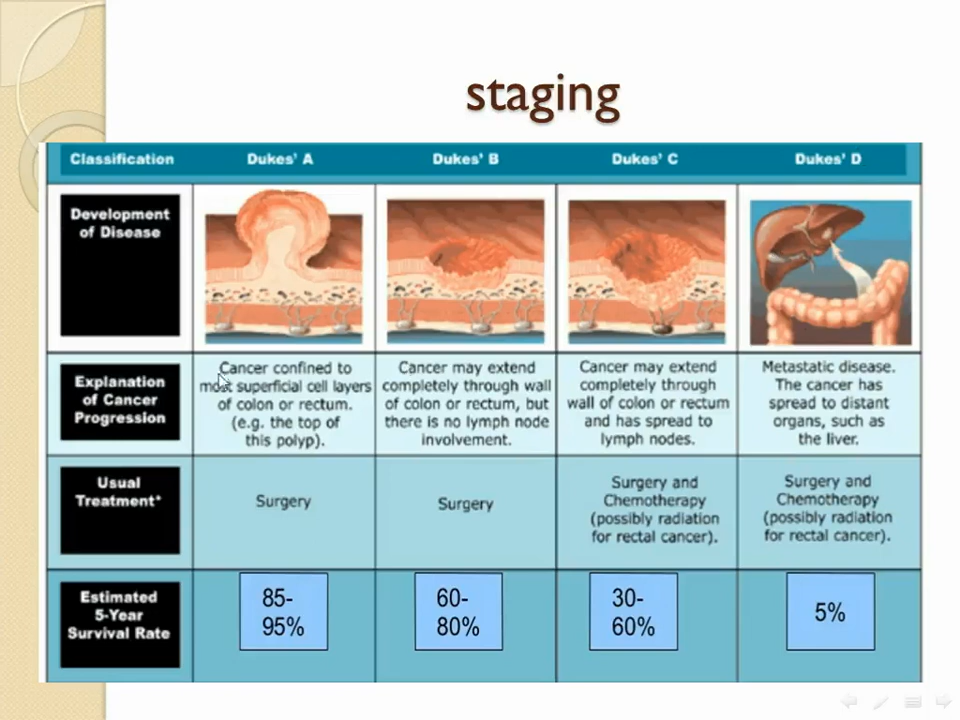 staging
Classification
Dukes' A
Dukes' B
Dukes' C
Dukes' D
Development
of Disease
Explanation
of Cancer
Progression
Cancer confined to
most superficial cell layers
of colon or rectum.
(e.g. the top of
this polyp).
Cancer may extend
completely through wall
of colon or rectum, but
there is no lymph node
involvement.
Cancer may extend
completely through
wall of colon or rectum
and has spread to
lymph nodes.
Metastatic disease.
The cancer has
spread to distant
organs, such as
the liver.
Usual
Treatment*
Surgery
Surgery
Surgery and
Chemotherapy
(possibly radiation
for rectal cancer).
Surgery and
Chemotherapy
(possibly radiation
for rectal cancer).
Estimated
5-Year
Survival Rate
85-
95%
60-
80%
30-
60%
5%